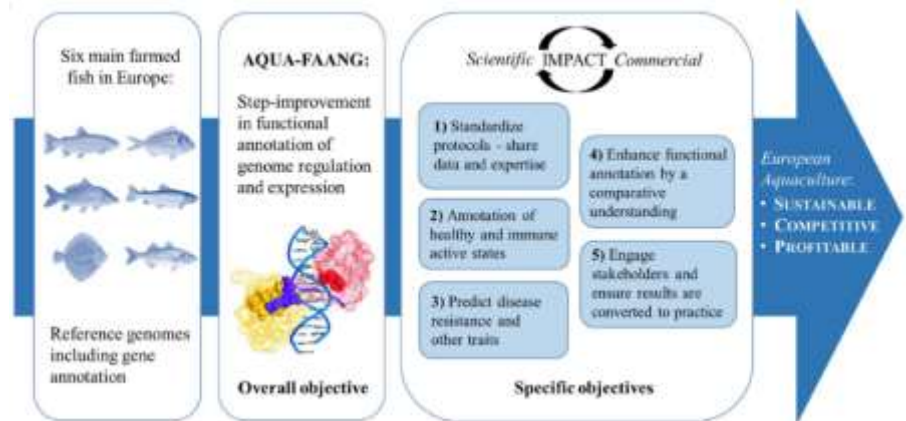 Six main farmed
fish in Europe:
Reference genomes
including gene
annotation
AQUA-FAANG:
Step-improvement
in functional
annotation of
genome regulation
and expression
Overall objective
Scientific IMPACT Commercial
1) Standardize
protocols - share
data and expertise
2) Annotation of
healthy and immune
active states
3) Predict disease
resistance and
other traits
4) Enhance functional
annotation by a
comparative
understanding
5) Engage
stakeholders and
ensure results are
converted to practice
Specific objectives
European
Aquaculture:
• SUSTAINABLE
• COMPETITIVE
• PROFITABLE